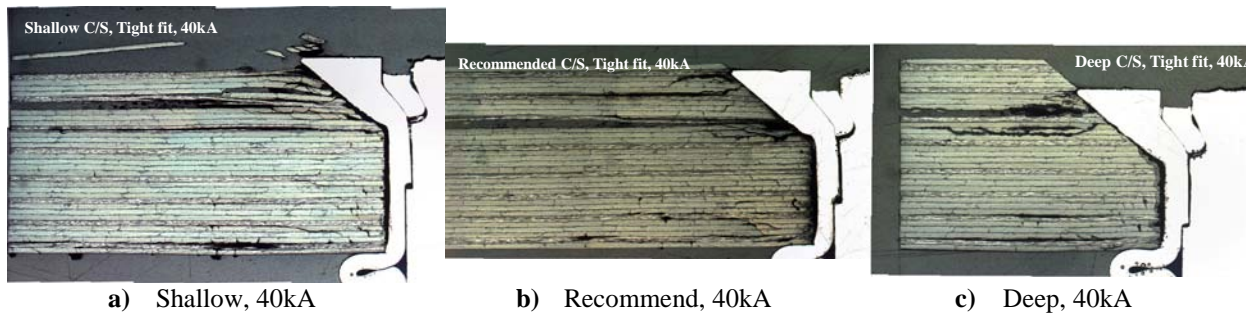 Shallow C/S, Tight fit, 40kA
Recommended C/S, Tight fit, 40kA
Deep C/S, Tight fit, 40kA
a) Shallow, 40kA
b) Recommend, 40kA
c) Deep, 40kA